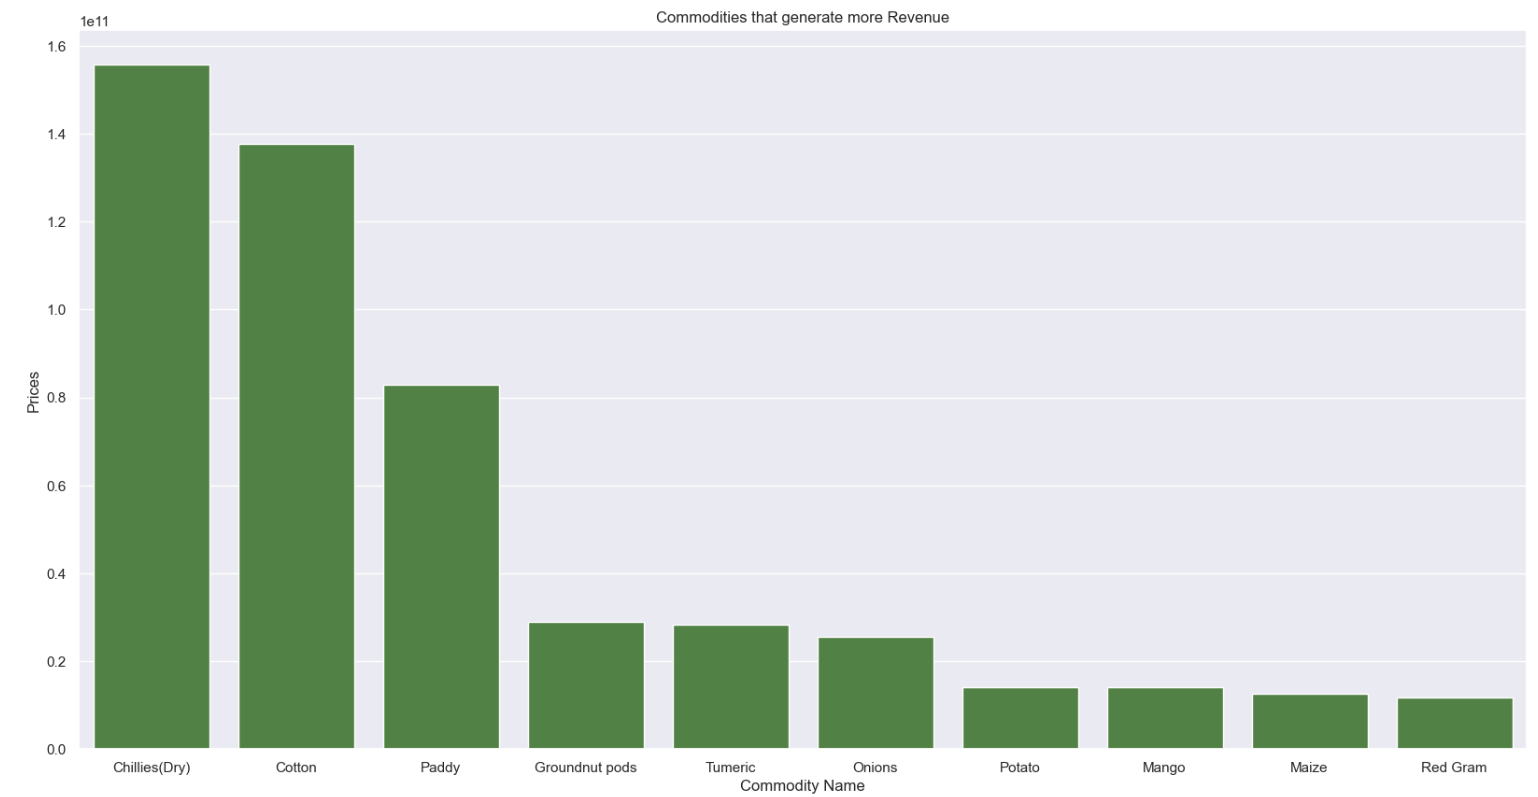 Commodities that generate more Revenue
1e11
1.6
1.4
1.2
1.0
0.8
0.6
0.4
0.2
0.0
Prices
Chillies(Dry) Cotton Paddy Groundnut pods Tumeric Onions Potato Mango Maize Red Gram
Commodity Name